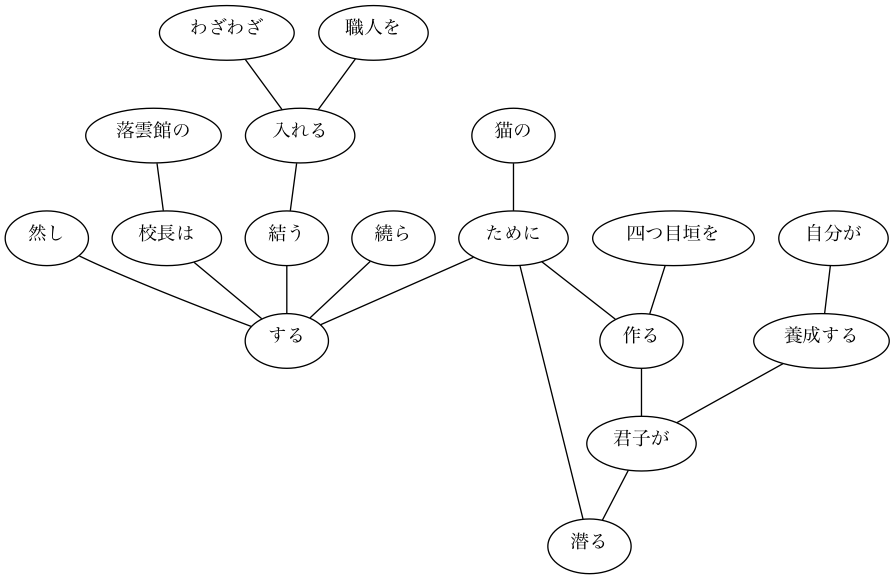 わざわざ
職人を
落雲館の
入れる
猫の
然し
校長は
結う
繞ら
ために
四つ目垣を
自分が
する
作る
養成する
君子が
潜る